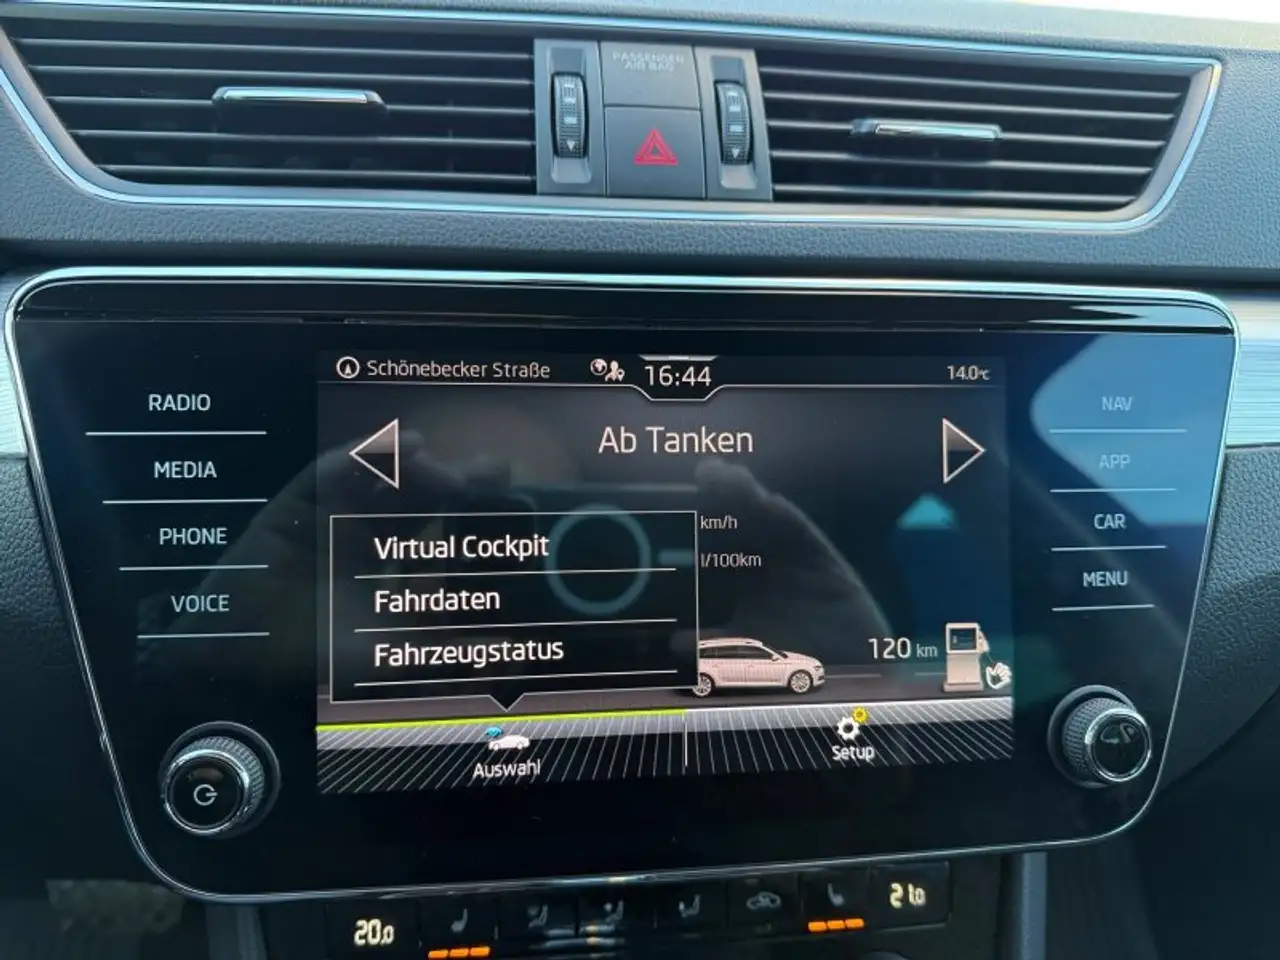 PASSENGER
AIR BAG
Schönebecker Straße
16:44
14.0°C
RADIO
MEDIA
PHONE
VOICE
Ab Tanken
km/h
l/100km
Virtual Cockpit
Fahrdaten
Fahrzeugstatus
120 km
Auswahl
Setup
NAV
APP
CAR
MENU
20.0
21.0